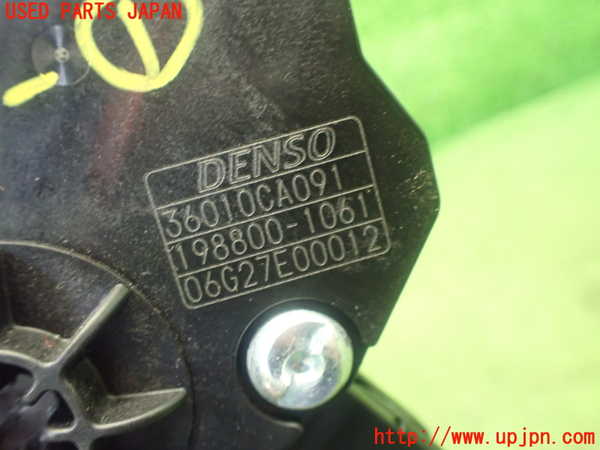 USED PARTS JAPAN
DENSO
36010CA091
198800-1061
06G27E00012
http://www.upjpn.com